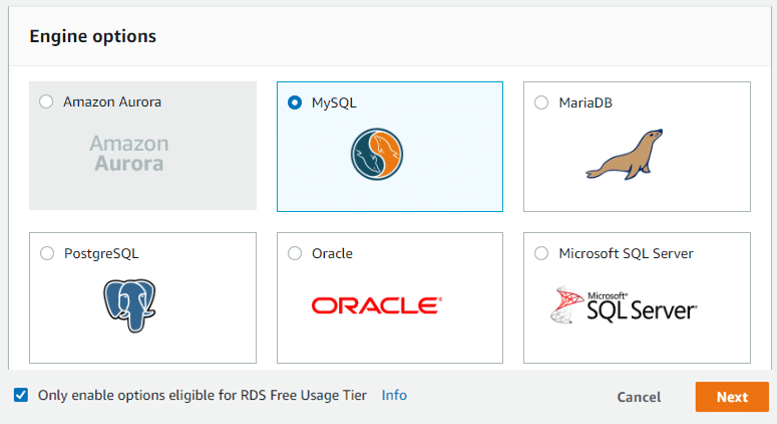 Engine options
Amazon Aurora
Amazon
Aurora
MySQL
MariaDB
PostgreSQL
Oracle
ORACLE®
Microsoft SQL Server
Microsoft®
SQL Server®
Only enable options eligible for RDS Free Usage Tier Info
Cancel
Next